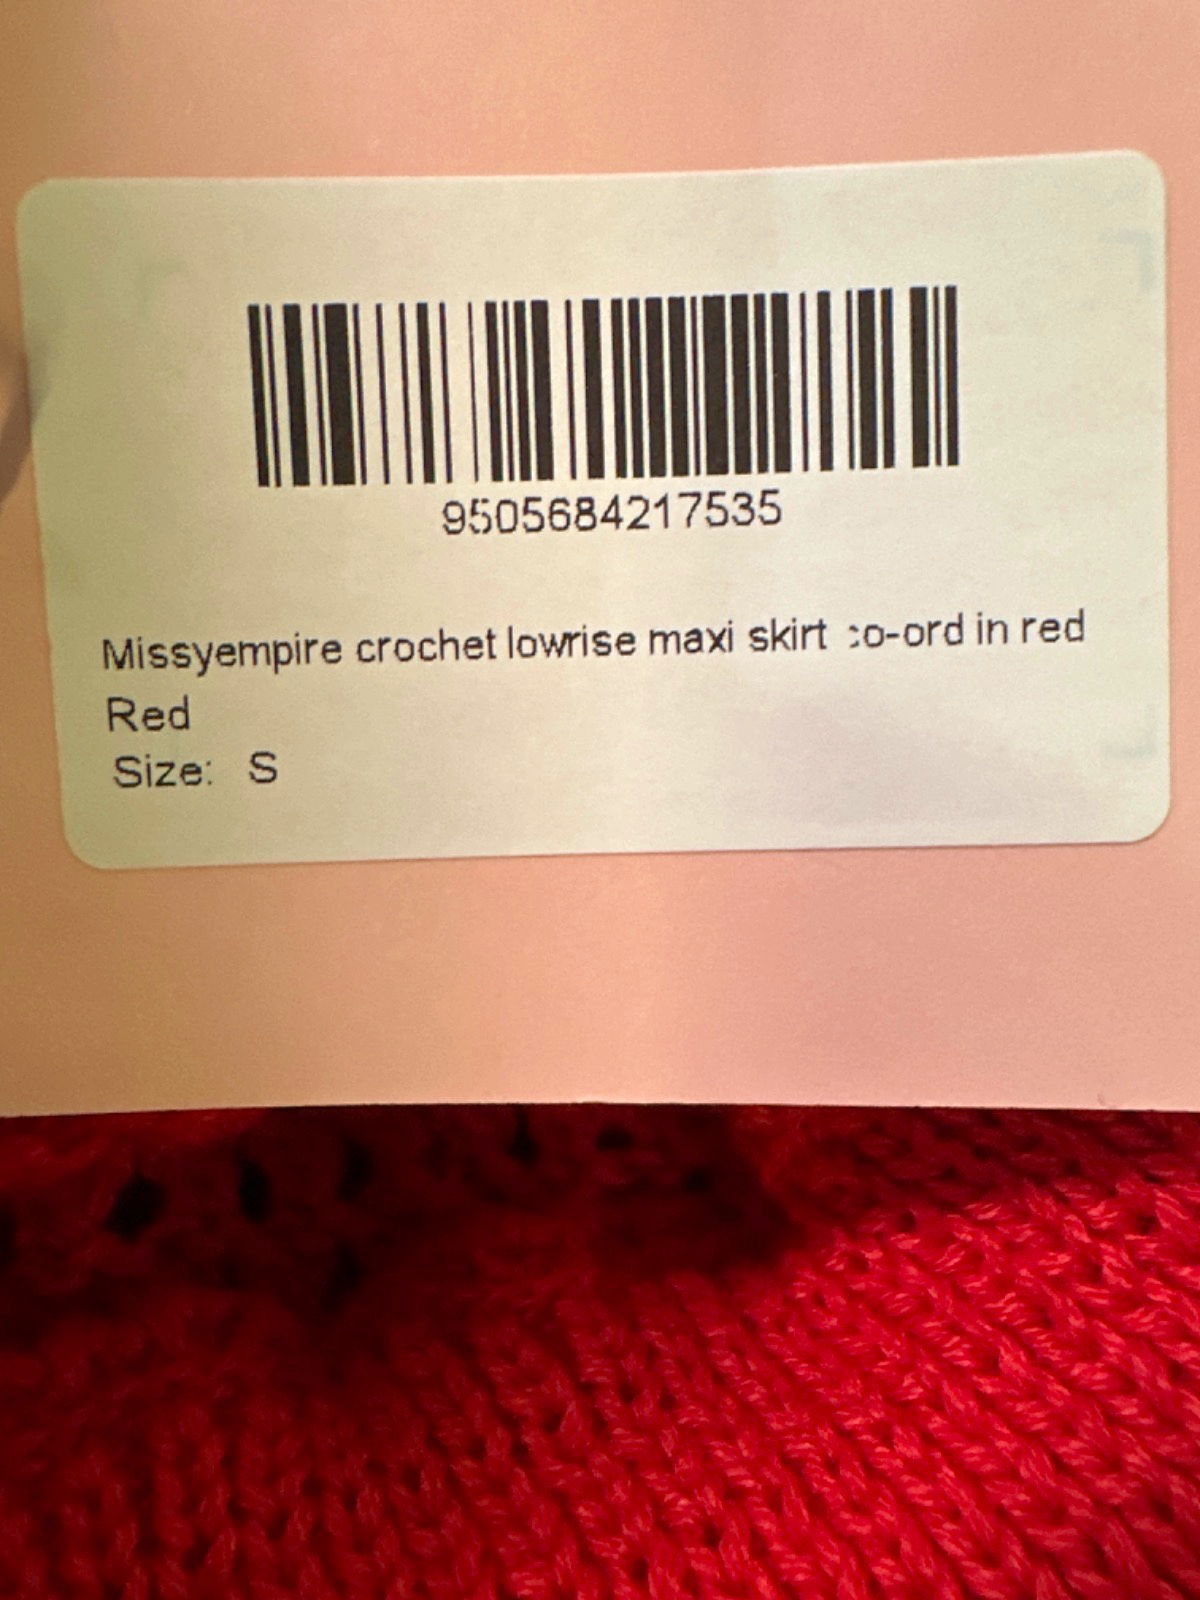 9505684217535
Missyempire crochet lowrise maxi skirt co-ord in red
Red
Size: S